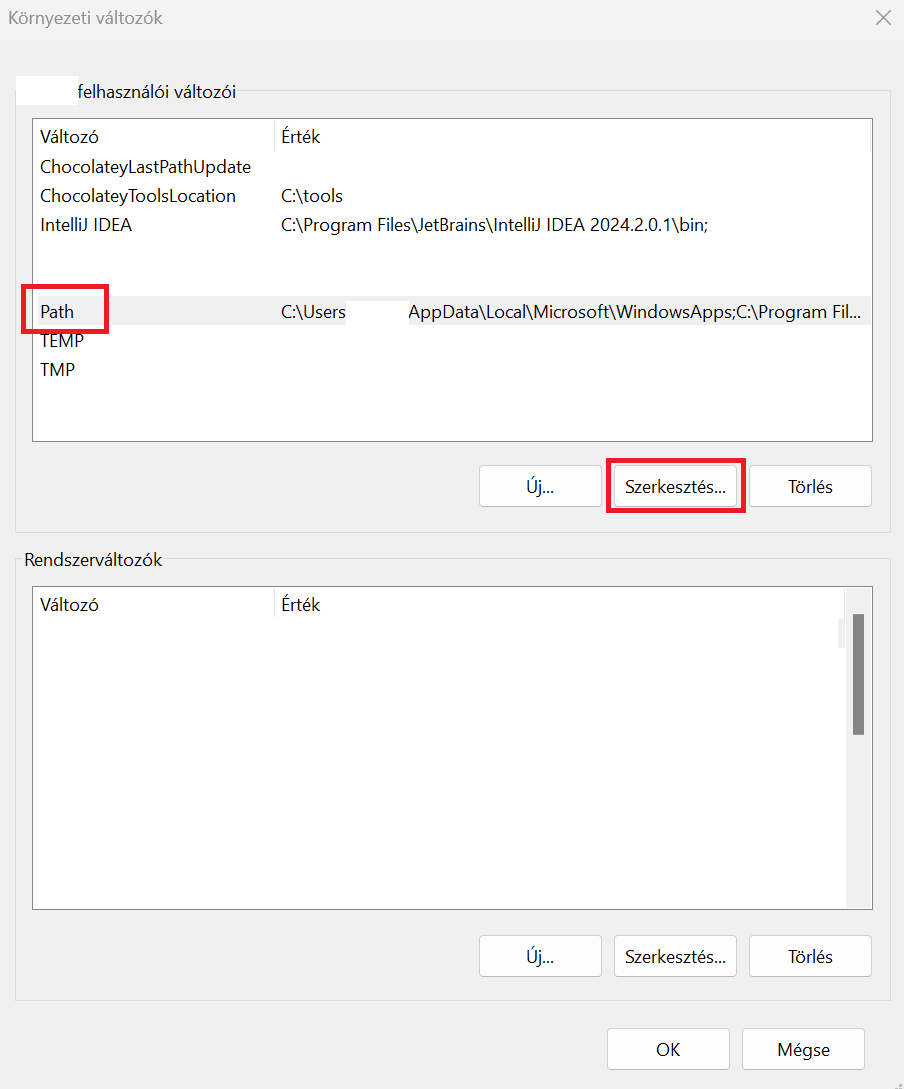 Környezeti változók
felhasználói változói
Változó Érték
ChocolateyLastPathUpdate
ChocolateyToolsLocation C:\tools
IntelliJ IDEA C:\Program Files\JetBrains\IntelliJ IDEA 2024.2.0.1\bin;
Path C:\Users AppData\Local\Microsoft\WindowsApps;C:\Program Fil...
TEMP
TMP
Új... Szerkesztés... Törlés
Rendszerváltozók
Változó Érték
Új... Szerkesztés... Törlés
OK Mégse